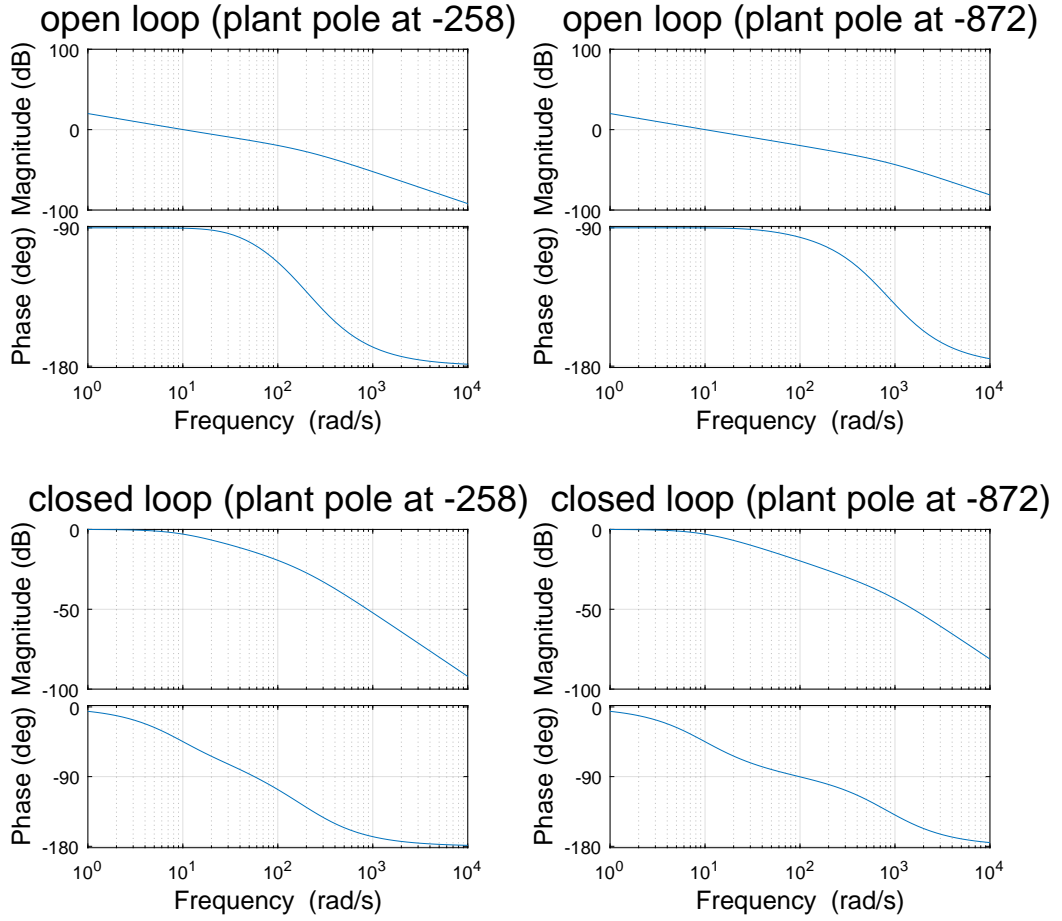 open loop (plant pole at -258)
100
0
-100
Magnitude (dB)
-90
-180
Phase (deg)
10^0 10^1 10^2 10^3 10^4
Frequency (rad/s)
open loop (plant pole at -872)
100
0
-100
Magnitude (dB)
-90
-180
Phase (deg)
10^0 10^1 10^2 10^3 10^4
Frequency (rad/s)
closed loop (plant pole at -258)
0
-50
-100
Magnitude (dB)
0
-90
-180
Phase (deg)
10^0 10^1 10^2 10^3 10^4
Frequency (rad/s)
closed loop (plant pole at -872)
0
-50
-100
Magnitude (dB)
0
-90
-180
Phase (deg)
10^0 10^1 10^2 10^3 10^4
Frequency (rad/s)